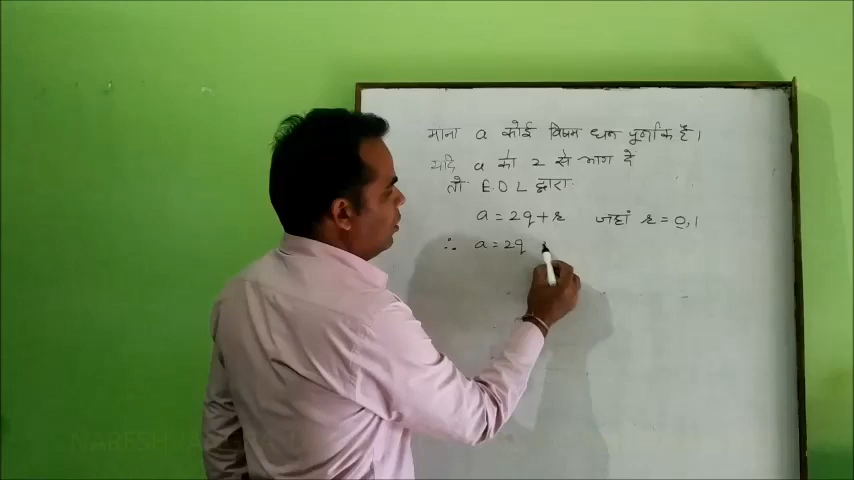 माना a कोई विषम धन पूर्णांक है।
यदि a को 2 से भाग दें
तो E.D.L द्वारा
a = 2q + r जहां r = 0, 1
∴ a = 2q